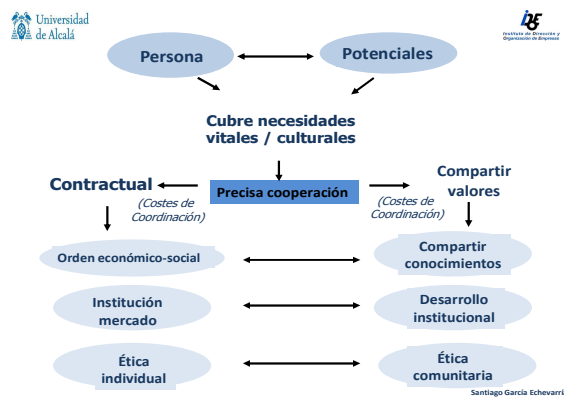 Universidad
de Alcalá
Instituto de Dirección y
Organización de Empresas
Persona
Potenciales
Cubre necesidades
vitales / culturales
Contractual
(Costes de
Coordinación)
Precisa cooperación
(Costes de
Coordinación)
Compartir
valores
Orden económico-social
Compartir
conocimientos
Institución
mercado
Desarrollo
institucional
Ética
individual
Ética
comunitaria
Santiago García Echevarrí